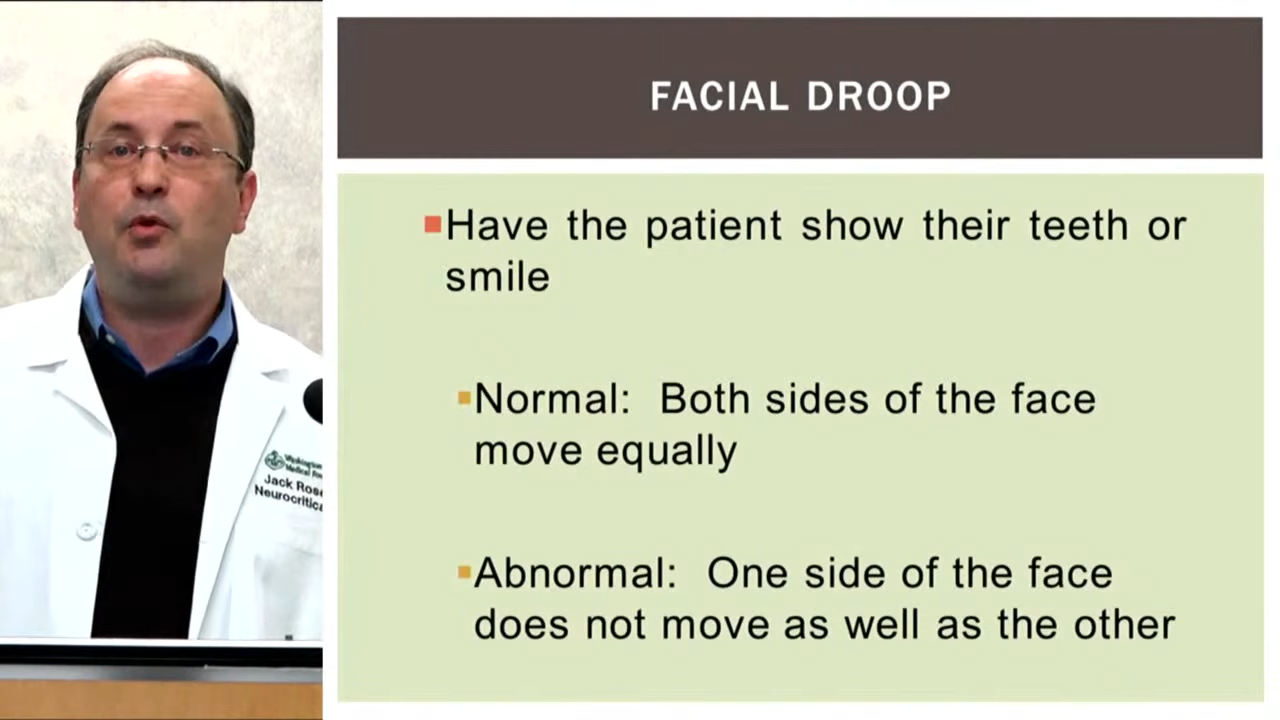 FACIAL DROOP
Have the patient show their teeth or
smile
Normal: Both sides of the face
move equally
Abnormal: One side of the face
does not move as well as the other
Medical
Jack Rose